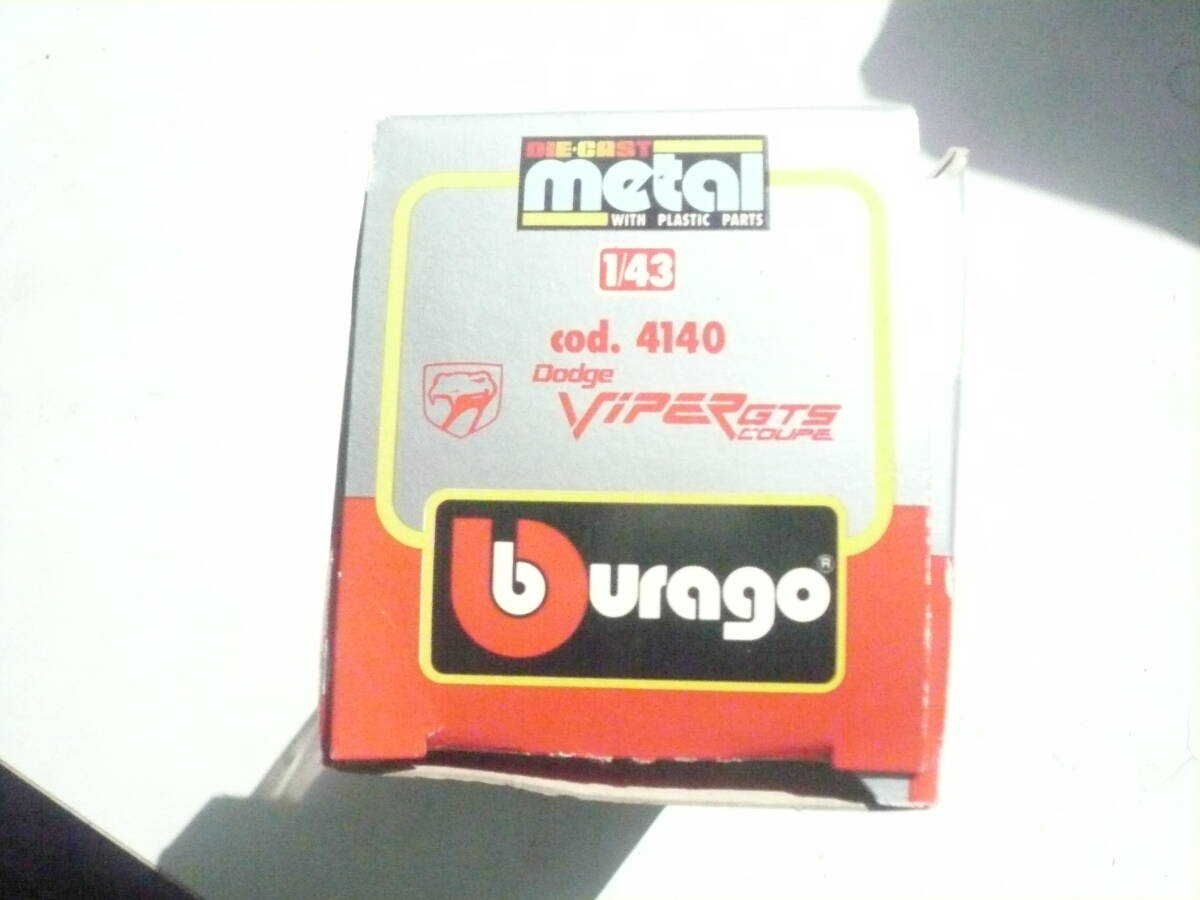 DIE-CAST
metal
WITH PLASTIC PARTS
1/43
cod. 4140
Dodge
VIPER GTS
COUPE
burago ®